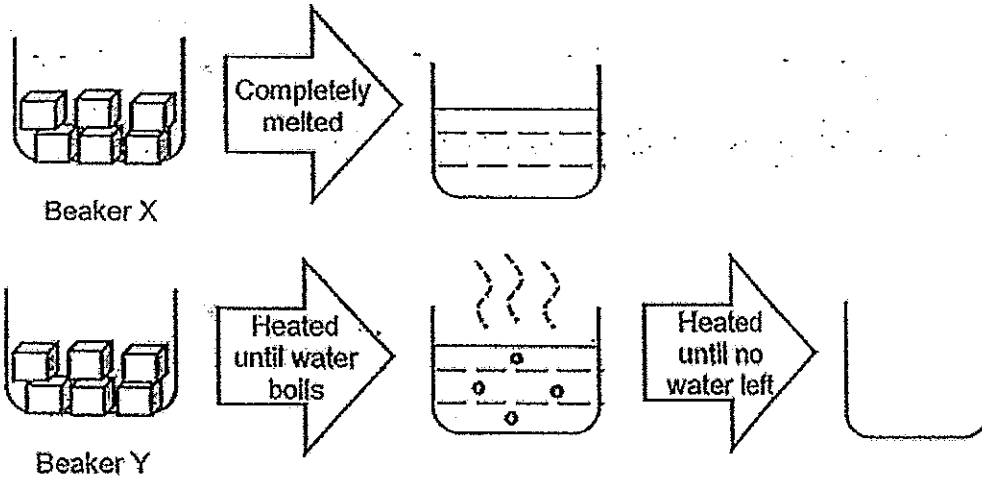 Completely
melted
Beaker X
Heated
until water
boils
Heated
until no
water left
Beaker Y